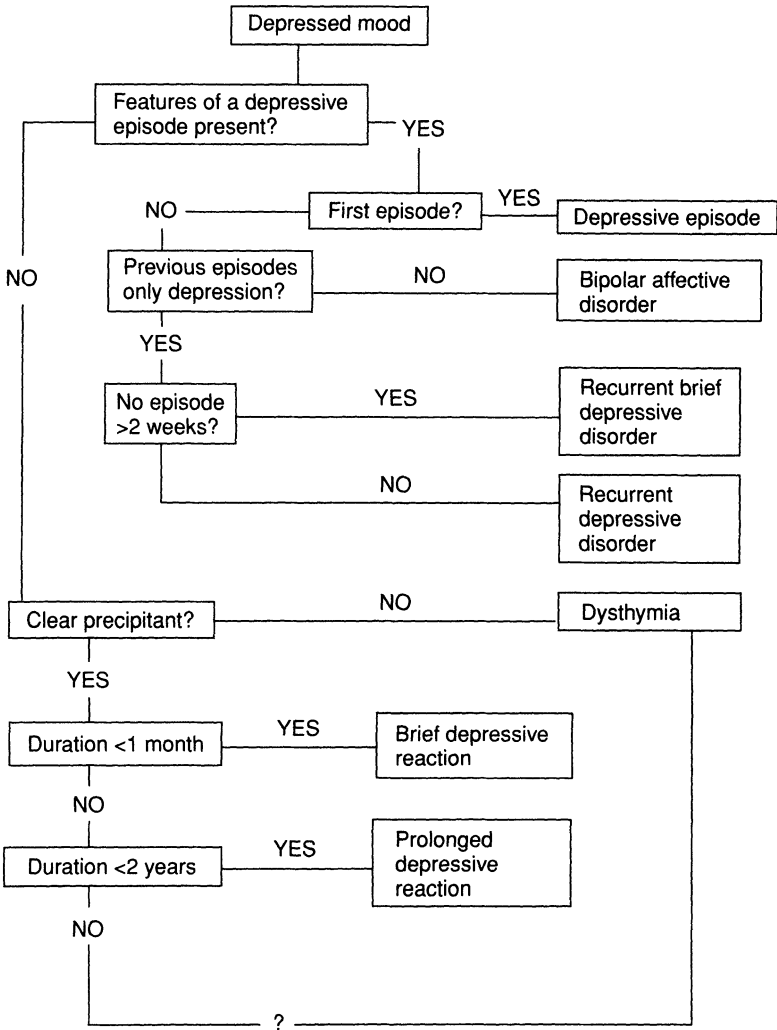 Depressed mood
Features of a depressive
episode present?
YES
NO
First episode?
YES
Depressive episode
NO
Previous episodes
only depression?
NO
Bipolar affective
disorder
YES
No episode
>2 weeks?
YES
Recurrent brief
depressive
disorder
NO
Recurrent
depressive
disorder
Clear precipitant?
NO
Dysthymia
YES
Duration <1 month
YES
Brief depressive
reaction
NO
Duration <2 years
YES
Prolonged
depressive
reaction
NO
?